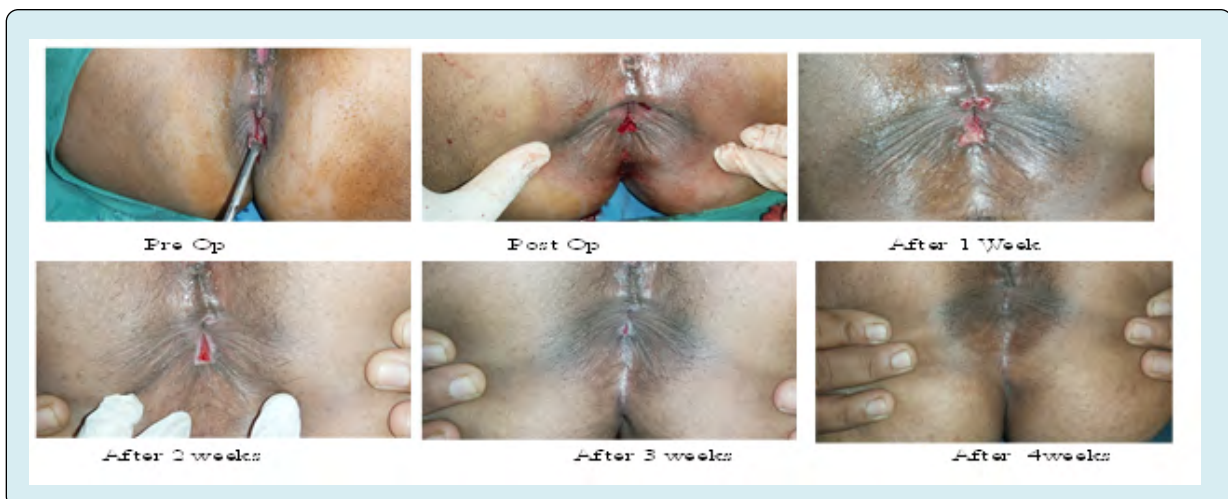 Pre Op
Post Op
After 1 Week
After 2 weeks
After 3 weeks
After 4weeks